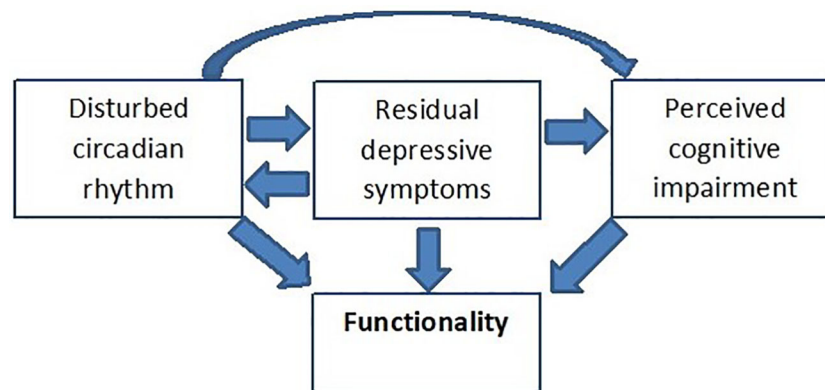 Disturbed
circadian
rhythm
Residual
depressive
symptoms
Perceived
cognitive
impairment
Functionality